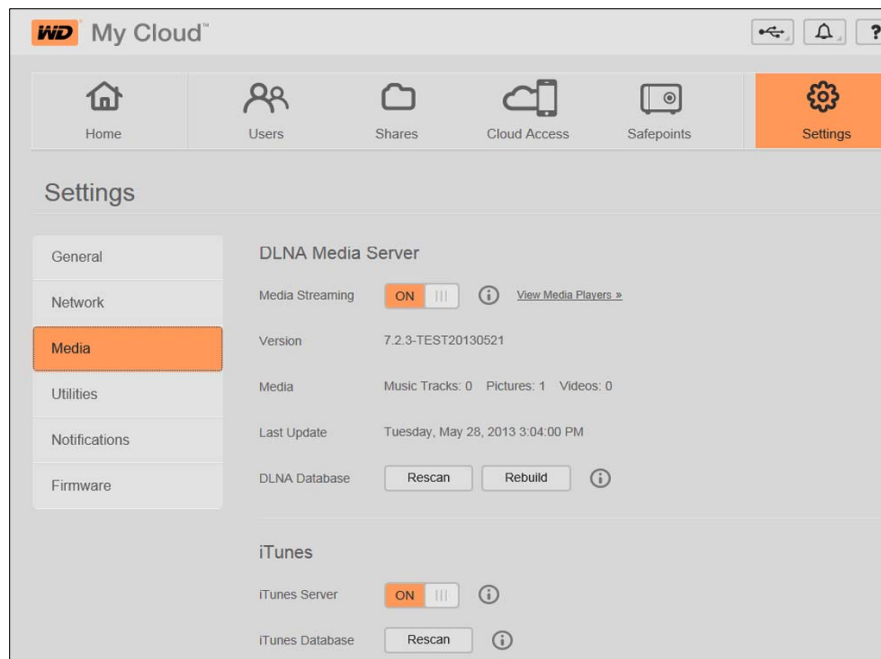 WD My Cloud™
?
Home Users Shares Cloud Access Safepoints Settings
Settings
General
Network
Media
Utilities
Notifications
Firmware
DLNA Media Server
Media Streaming ON View Media Players »
Version 7.2.3-TEST20130521
Media Music Tracks: 0 Pictures: 1 Videos: 0
Last Update Tuesday, May 28, 2013 3:04:00 PM
DLNA Database Rescan Rebuild
iTunes
iTunes Server ON
iTunes Database Rescan